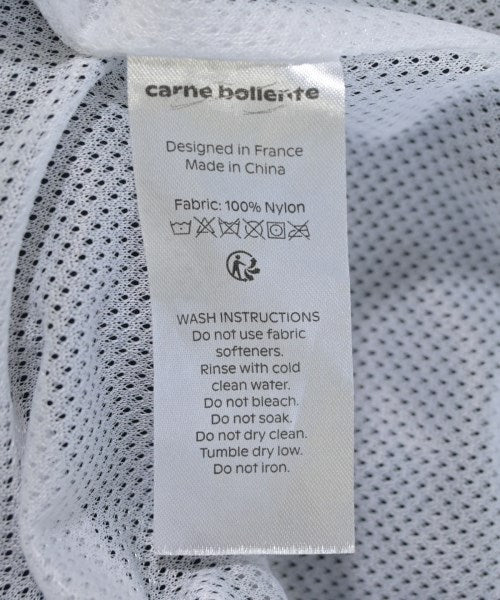 carne bollente
Designed in France
Made in China
Fabric: 100% Nylon
WASH INSTRUCTIONS
Do not use fabric
softeners.
Rinse with cold
clean water.
Do not bleach.
Do not soak.
Do not dry clean.
Tumble dry low.
Do not iron.